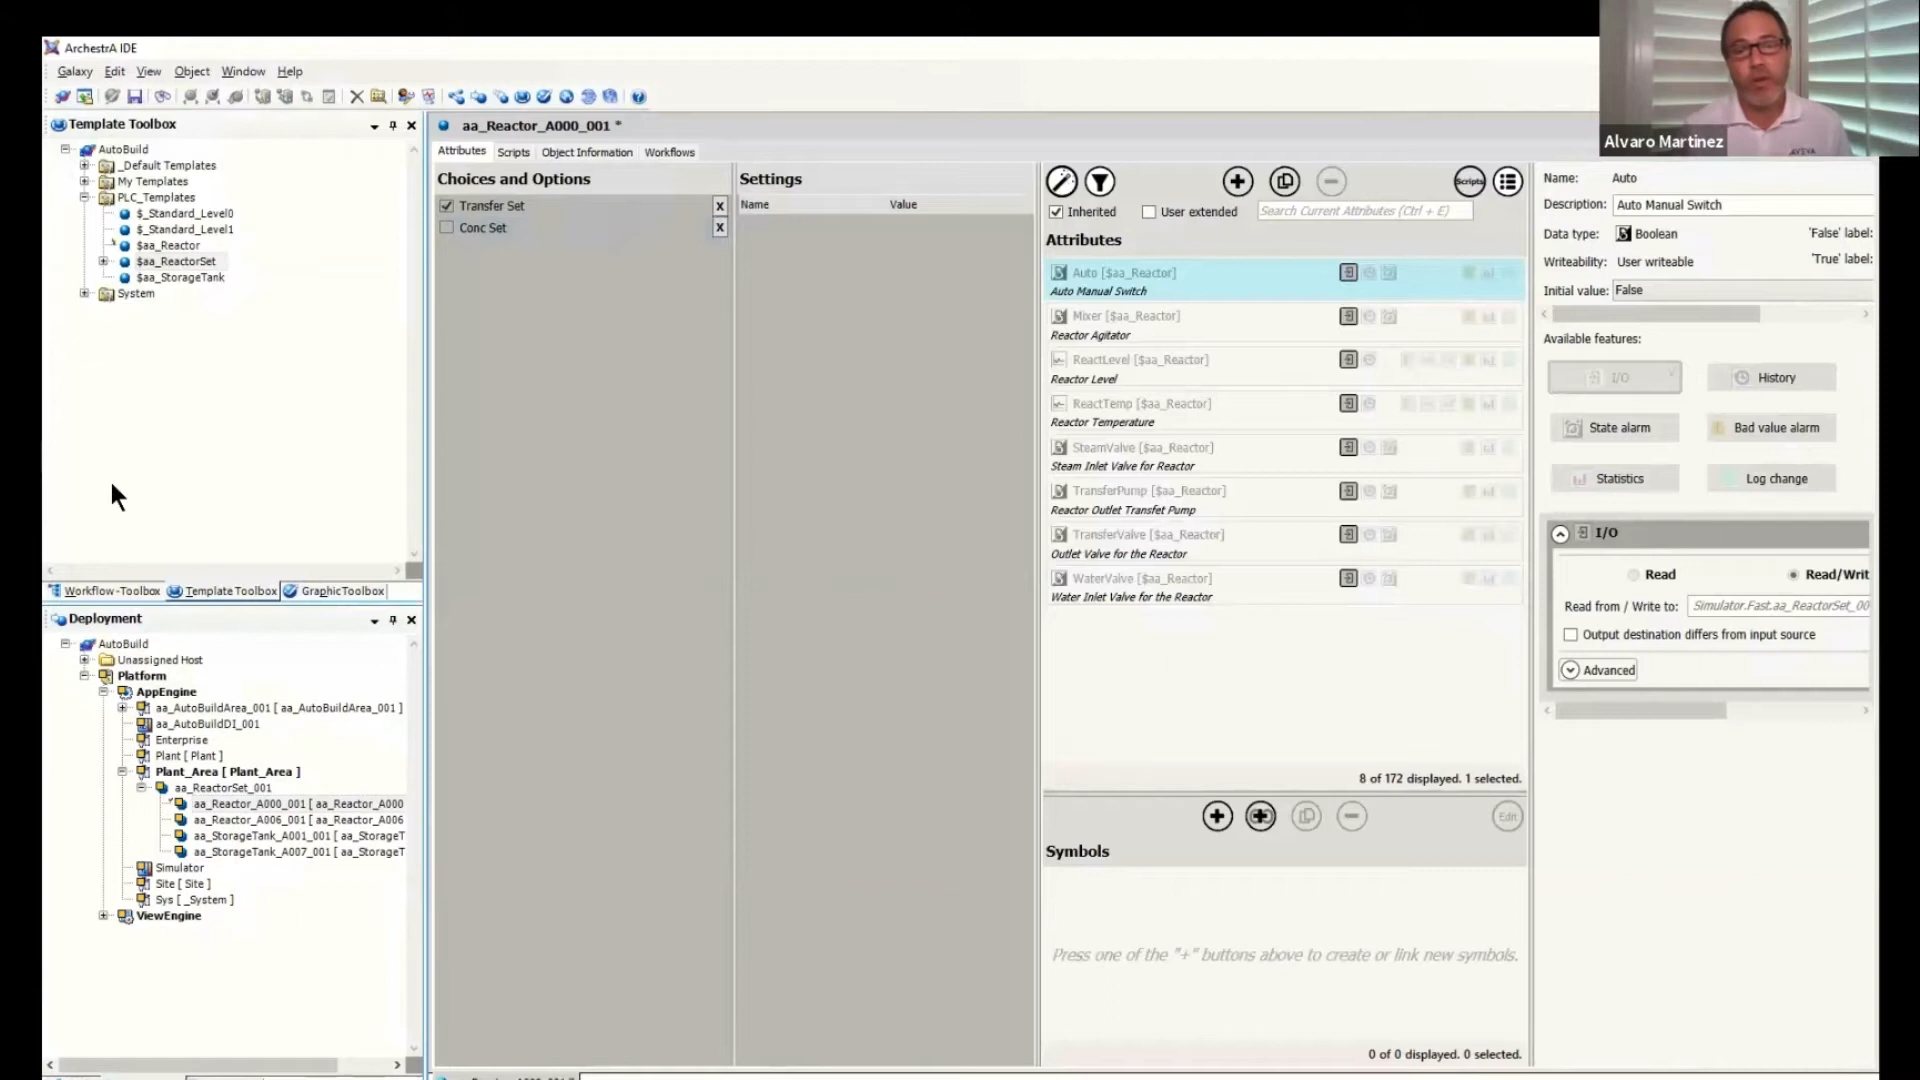 ArchestrA IDE
Galaxy Edit View Object Window Help
Template Toolbox
AutoBuild
_Default Templates
My Templates
PLC_Templates
$_Standard_Level0
$_Standard_Level1
$aa_Reactor
$aa_ReactorSet
$aa_StorageTank
System
Workflow-Toolbox Template Toolbox GraphicToolbox
Deployment
AutoBuild
Unassigned Host
Platform
AppEngine
aa_AutoBuildArea_001 [ aa_AutoBuildArea_001 ]
aa_AutoBuildDI_001
Enterprise
Plant [ Plant ]
Plant_Area [ Plant_Area ]
aa_ReactorSet_001
aa_Reactor_A000_001 [ aa_Reactor_A000
aa_Reactor_A006_001 [ aa_Reactor_A006
aa_StorageTank_A001_001 [ aa_StorageT
aa_StorageTank_A007_001 [ aa_StorageT
Simulator
Site [ Site ]
Sys [ _System ]
ViewEngine
aa_Reactor_A000_001 *
Attributes Scripts Object Information Workflows
Choices and Options
Transfer Set X
Conc Set X
Settings
Name Value
Scripts
Inherited User extended Search Current Attributes (Ctrl + E)
Attributes
Auto [$aa_Reactor]
Auto Manual Switch
Mixer [$aa_Reactor]
Reactor Agitator
ReactLevel [$aa_Reactor]
Reactor Level
ReactTemp [$aa_Reactor]
Reactor Temperature
SteamValve [$aa_Reactor]
Steam Inlet Valve for Reactor
TransferPump [$aa_Reactor]
Reactor Outlet Transfet Pump
TransferValve [$aa_Reactor]
Outlet Valve for the Reactor
WaterValve [$aa_Reactor]
Water Inlet Valve for the Reactor
8 of 172 displayed. 1 selected.
Edit
Symbols
Press one of the "+" buttons above to create or link new symbols.
0 of 0 displayed. 0 selected.
Alvaro Martinez
AVEVA
Name: Auto
Description: Auto Manual Switch
Data type: Boolean 'False' label:
Writeability: User writeable 'True' label:
Initial value: False
Available features:
I/O History
State alarm Bad value alarm
Statistics Log change
I/O
Read Read/Writ
Read from / Write to: Simulator.Fast.aa_ReactorSet_00
Output destination differs from input source
Advanced